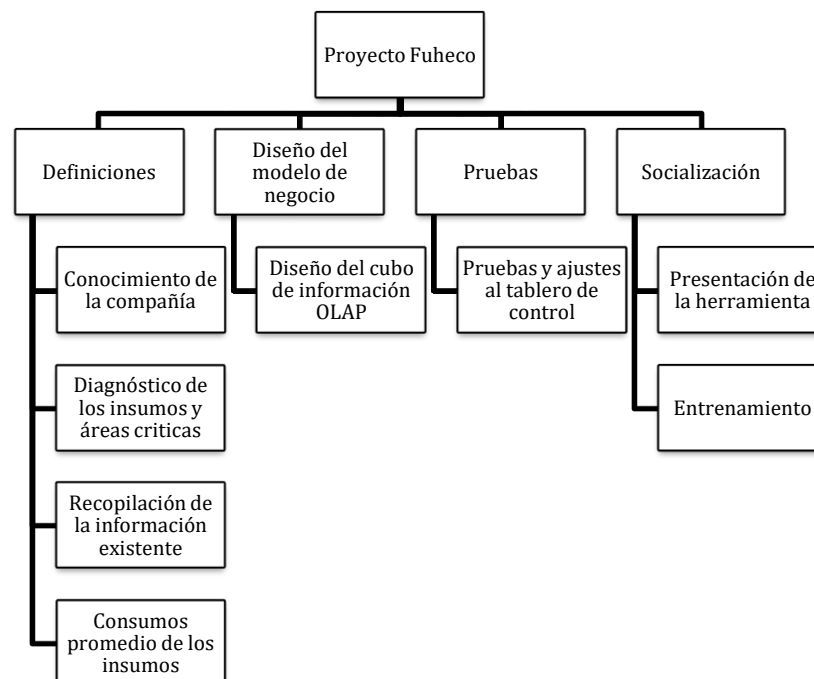 Proyecto Fuheco
Definiciones
Diseño del
modelo de
negocio
Pruebas
Socialización
Conocimiento de
la compañía
Diagnóstico de
los insumos y
áreas criticas
Recopilación de
la información
existente
Consumos
promedio de los
insumos
Diseño del cubo
de información
OLAP
Pruebas y ajustes
al tablero de
control
Presentación de
la herramienta
Entrenamiento